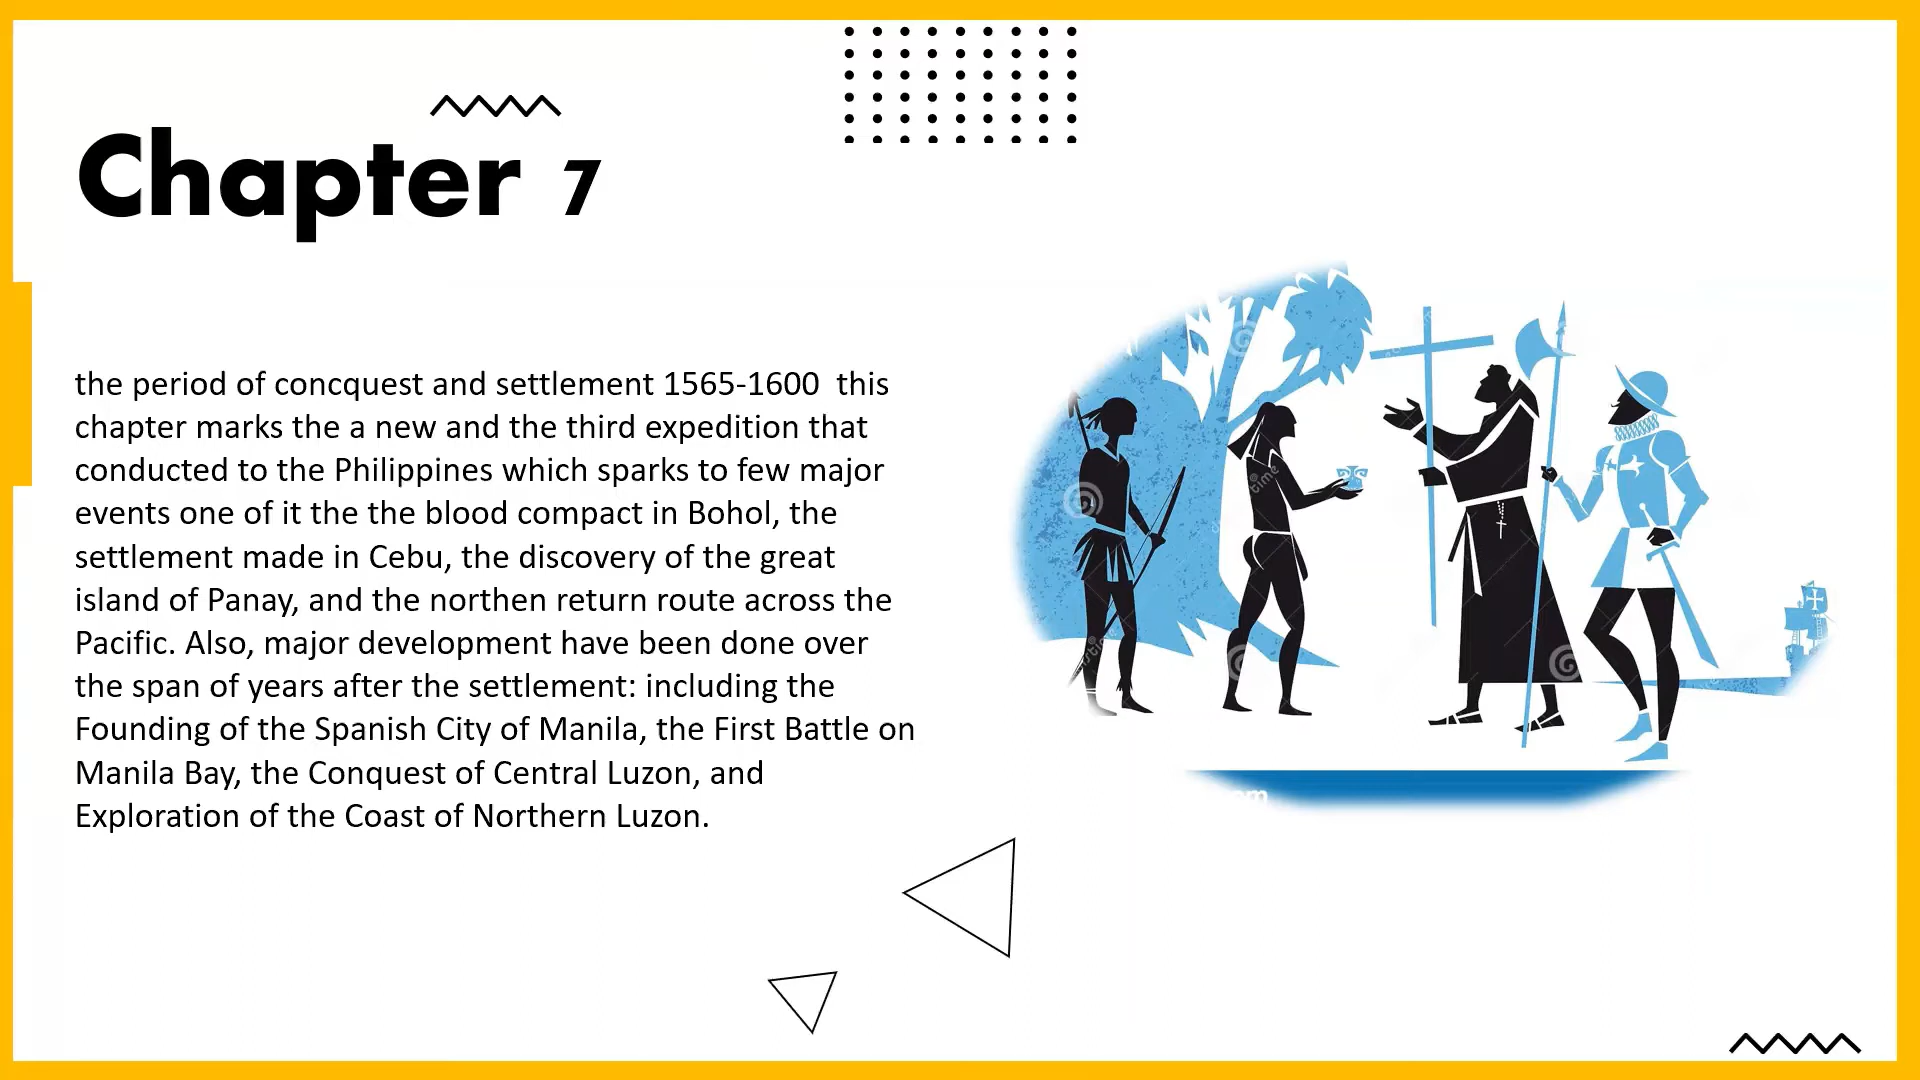 Chapter 7
the period of concquest and settlement 1565-1600  this
chapter marks the a new and the third expedition that
conducted to the Philippines which sparks to few major
events one of it the the blood compact in Bohol, the
settlement made in Cebu, the discovery of the great
island of Panay, and the northen return route across the
Pacific. Also, major development have been done over
the span of years after the settlement: including the
Founding of the Spanish City of Manila, the First Battle on
Manila Bay, the Conquest of Central Luzon, and
Exploration of the Coast of Northern Luzon.